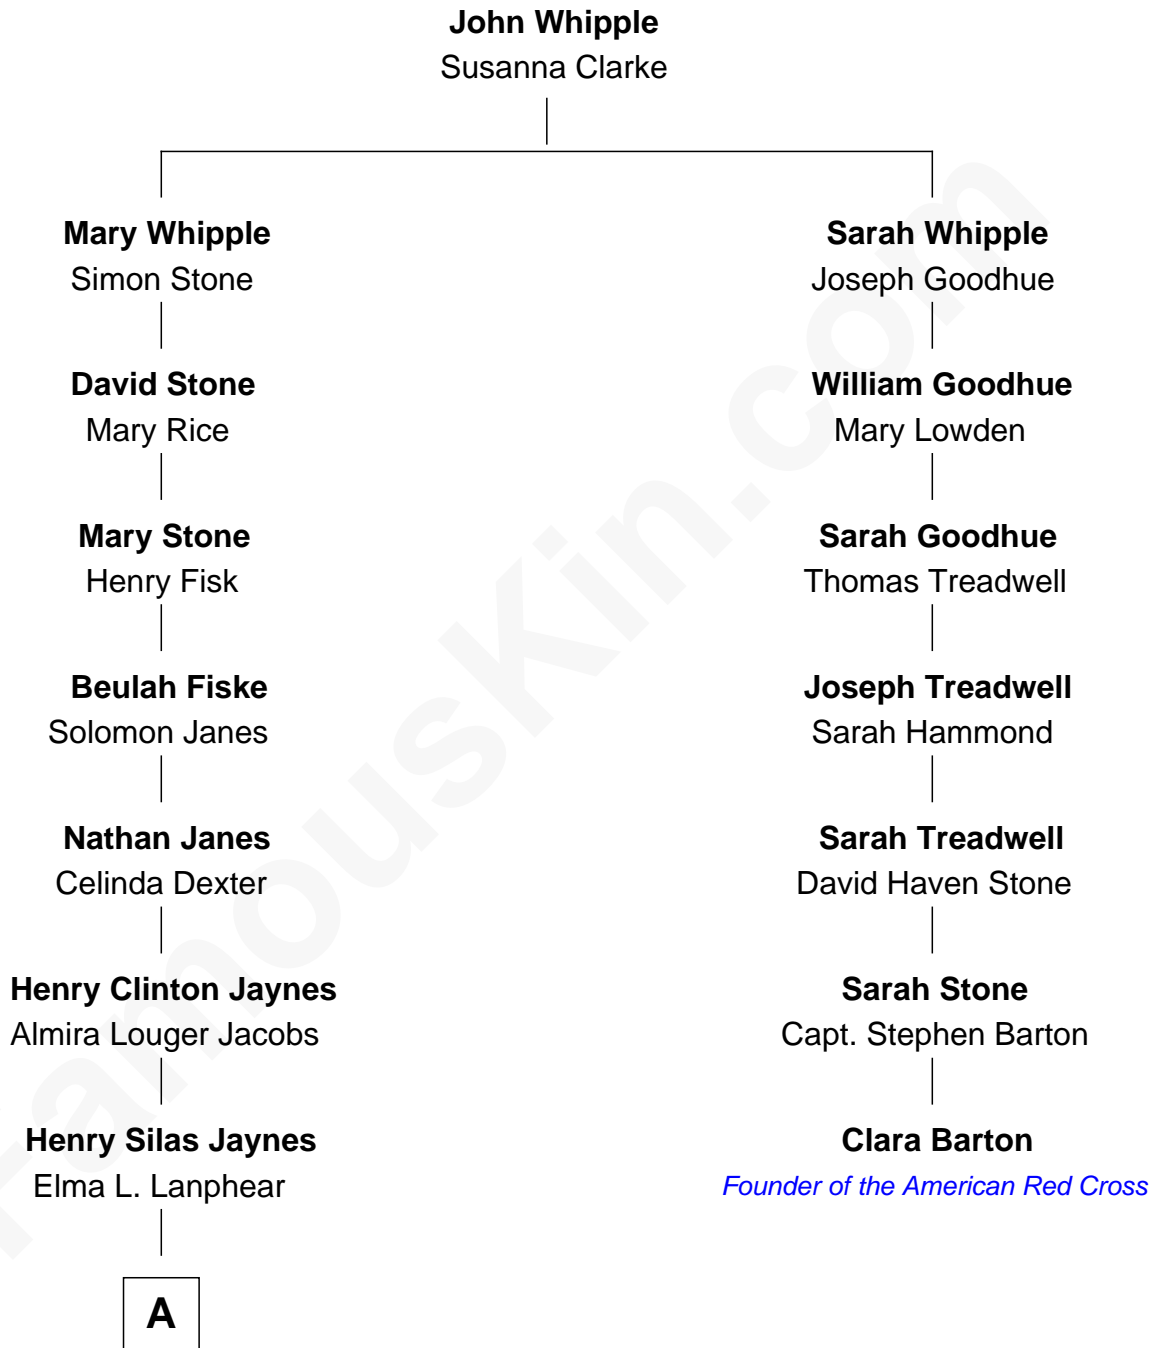 John Whipple
Susanna Clarke
Mary Whipple
Simon Stone
Sarah Whipple
Joseph Goodhue
David Stone
Mary Rice
William Goodhue
Mary Lowden
Mary Stone
Henry Fisk
Sarah Goodhue
Thomas Treadwell
Beulah Fiske
Solomon Janes
Joseph Treadwell
Sarah Hammond
Nathan Janes
Celinda Dexter
Sarah Treadwell
David Haven Stone
Henry Clinton Jaynes
Almira Louger Jacobs
Sarah Stone
Capt. Stephen Barton
Henry Silas Jaynes
Elma L. Lanphear
Clara Barton
Founder of the American Red Cross
A
FamousKin.com